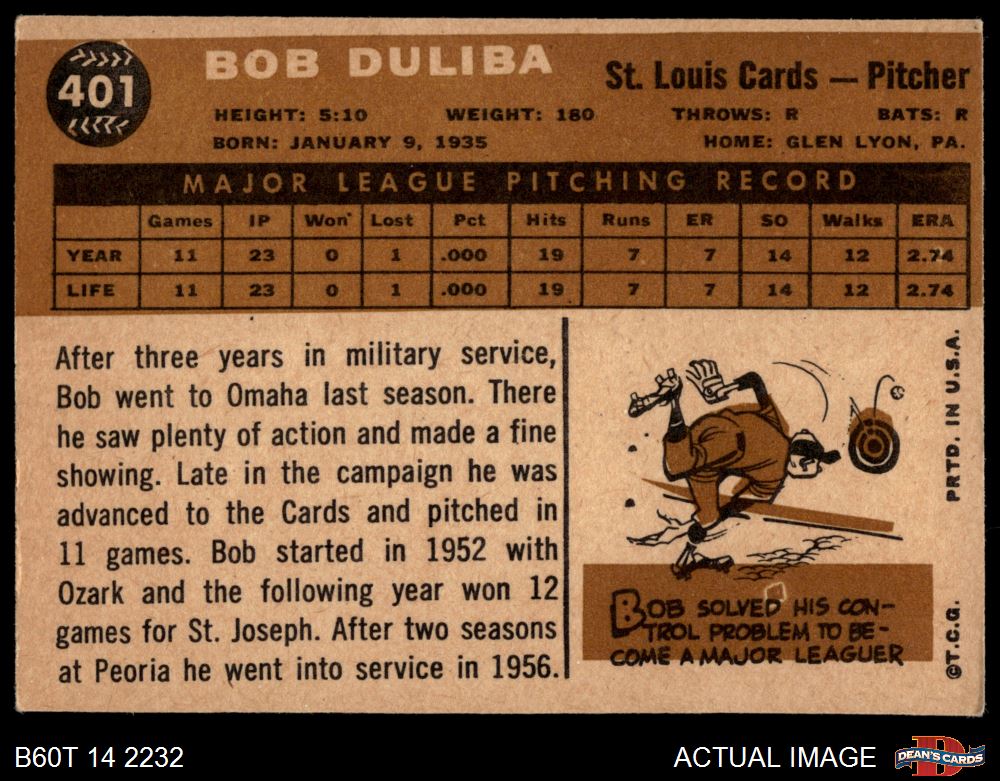 401
BOB DULIBA
St. Louis Cards — Pitcher
HEIGHT: 5:10 WEIGHT: 180 THROWS: R BATS: R
BORN: JANUARY 9, 1935 HOME: GLEN LYON, PA.
MAJOR LEAGUE PITCHING RECORD
Games IP Won Lost Pct Hits Runs ER SO Walks ERA
YEAR 11 23 0 1 .000 19 7 7 14 12 2.74
LIFE 11 23 0 1 .000 19 7 7 14 12 2.74
After three years in military service,
Bob went to Omaha last season. There
he saw plenty of action and made a fine
showing. Late in the campaign he was
advanced to the Cards and pitched in
11 games. Bob started in 1952 with
Ozark and the following year won 12
games for St. Joseph. After two seasons
at Peoria he went into service in 1956.
BOB SOLVED HIS CON-
TROL PROBLEM TO BE-
COME A MAJOR LEAGUER
©T.C.G. PRTD. IN U.S.A.
B60T 14 2232
ACTUAL IMAGE
D
DEAN'S CARDS